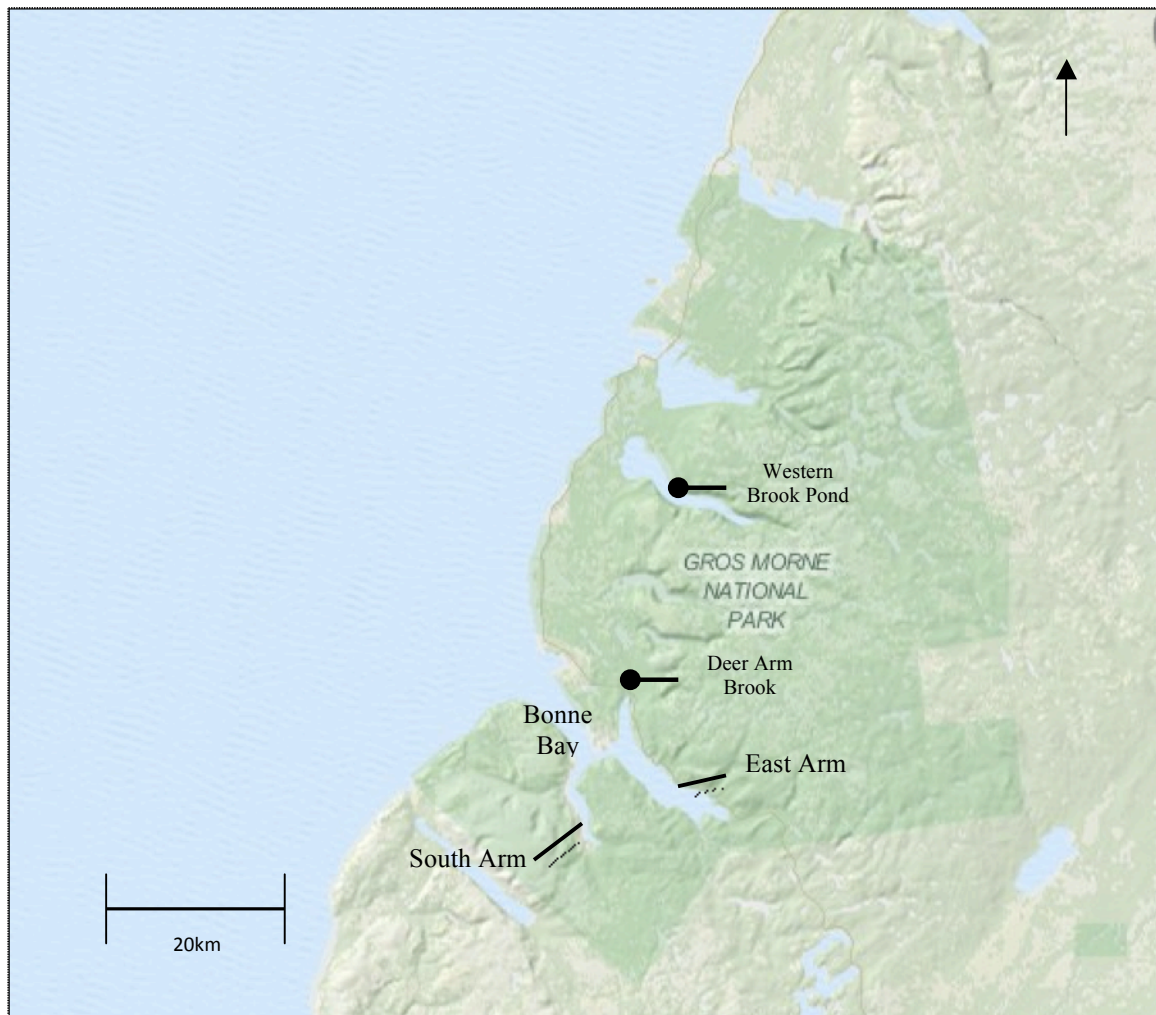 Western
Brook Pond
GROS MORNE
NATIONAL
PARK
Deer Arm
Brook
Bonne
Bay
East Arm
South Arm
20km